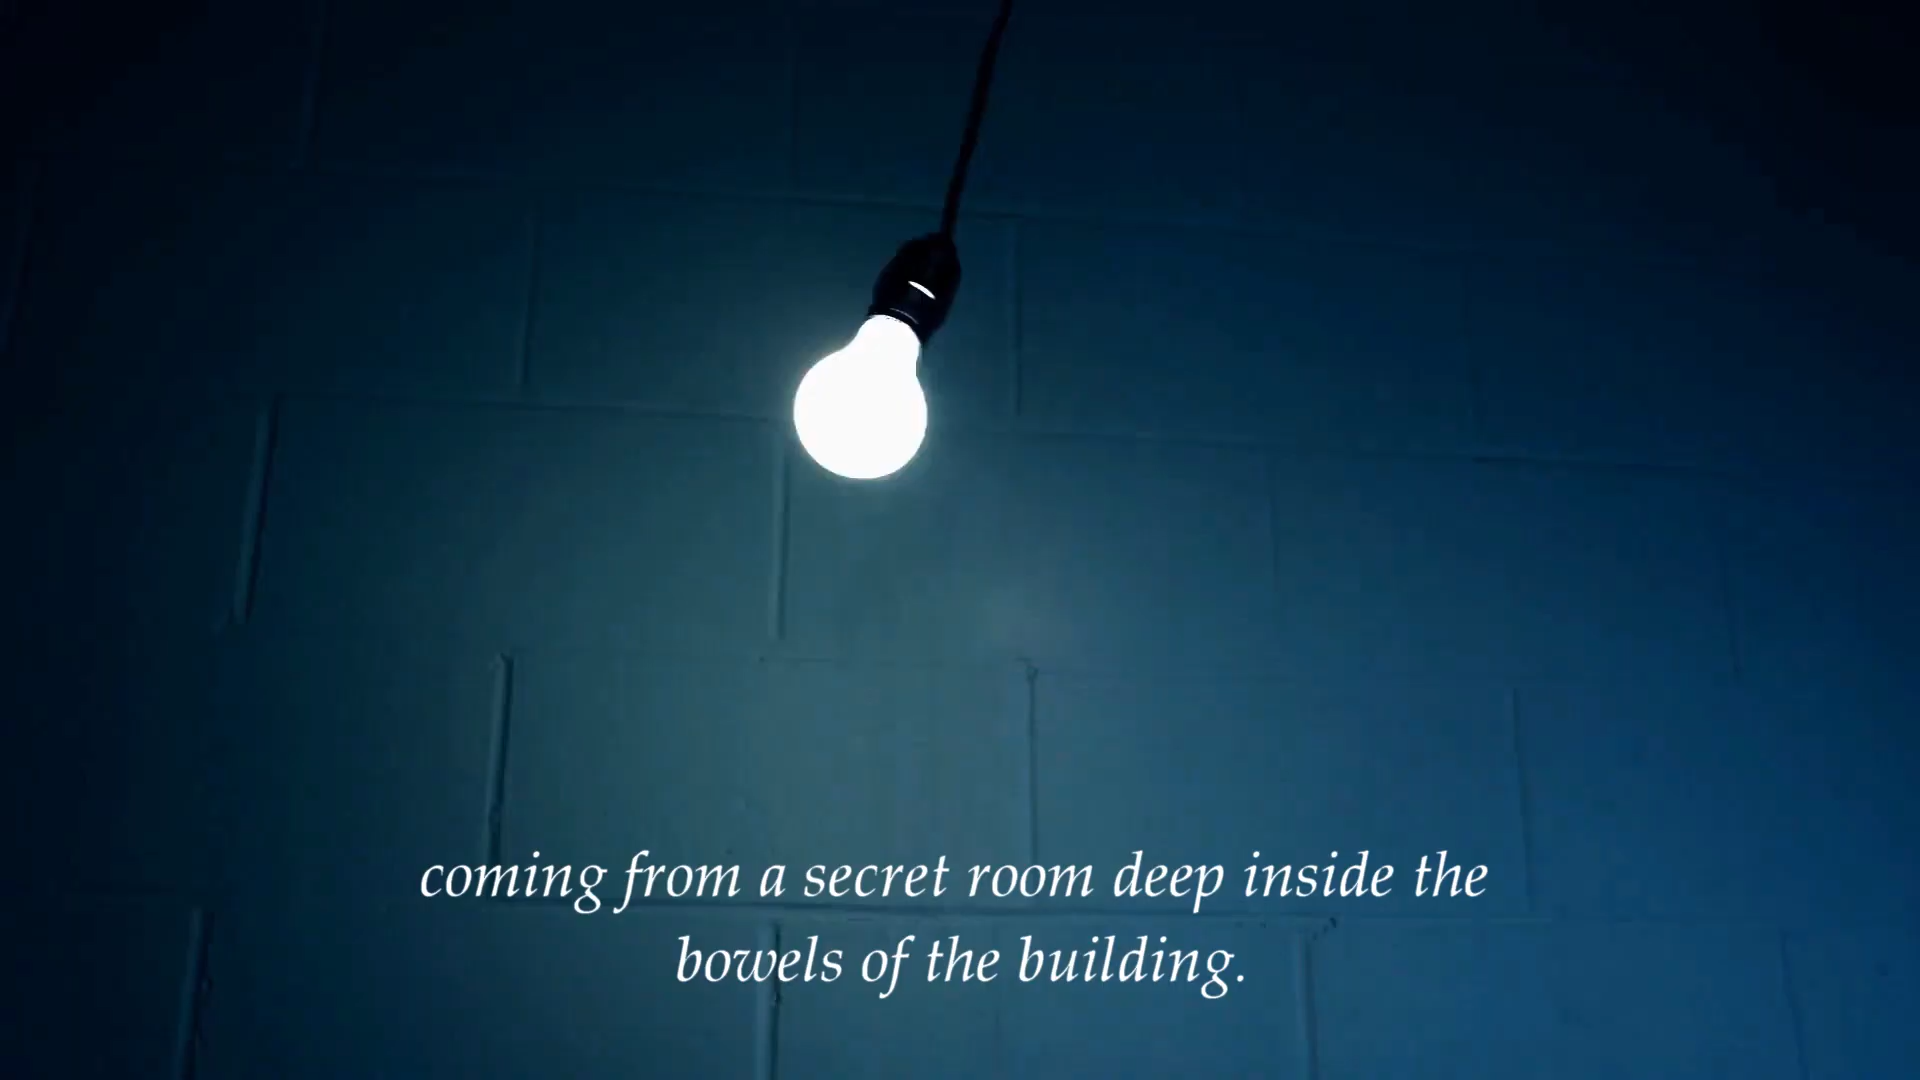 coming from a secret room deep inside the
bowels of the building.